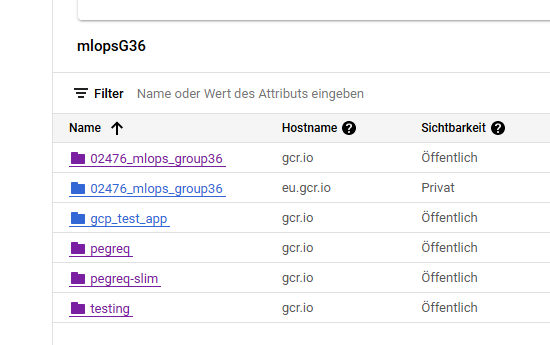 mlopsG36
Filter Name oder Wert des Attributs eingeben
Name Hostname Sichtbarkeit
02476_mlops_group36 gcr.io Öffentlich
02476_mlops_group36 eu.gcr.io Privat
gcp_test_app gcr.io Öffentlich
pegreq gcr.io Öffentlich
pegreq-slim gcr.io Öffentlich
testing gcr.io Öffentlich